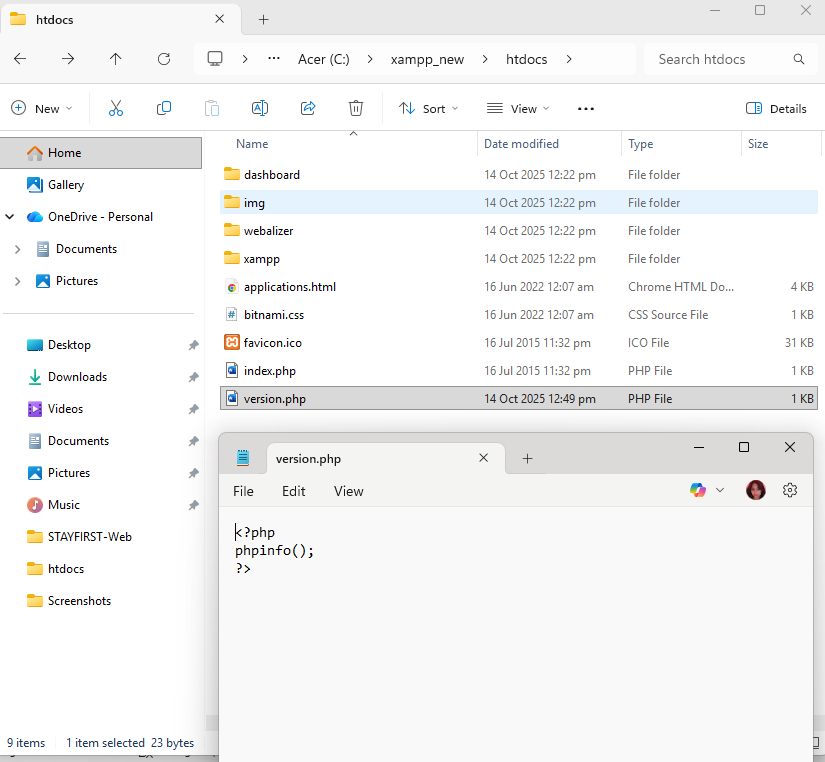 htdocs
Acer (C:) xampp_new htdocs Search htdocs
New Sort View Details
Name Date modified Type Size
Home
Gallery
OneDrive - Personal
Documents
Pictures
Desktop
Downloads
Videos
Documents
Pictures
Music
STAYFIRST-Web
htdocs
Screenshots
dashboard 14 Oct 2025 12:22 pm File folder
img 14 Oct 2025 12:22 pm File folder
webalizer 14 Oct 2025 12:22 pm File folder
xampp 14 Oct 2025 12:22 pm File folder
applications.html 16 Jun 2022 12:07 am Chrome HTML Do... 4 KB
bitnami.css 16 Jun 2022 12:07 am CSS Source File 1 KB
favicon.ico 16 Jul 2015 11:32 pm ICO File 31 KB
index.php 16 Jul 2015 11:32 pm PHP File 1 KB
version.php 14 Oct 2025 12:49 pm PHP File 1 KB
version.php
File Edit View
<?php
phpinfo();
?>
9 items 1 item selected 23 bytes